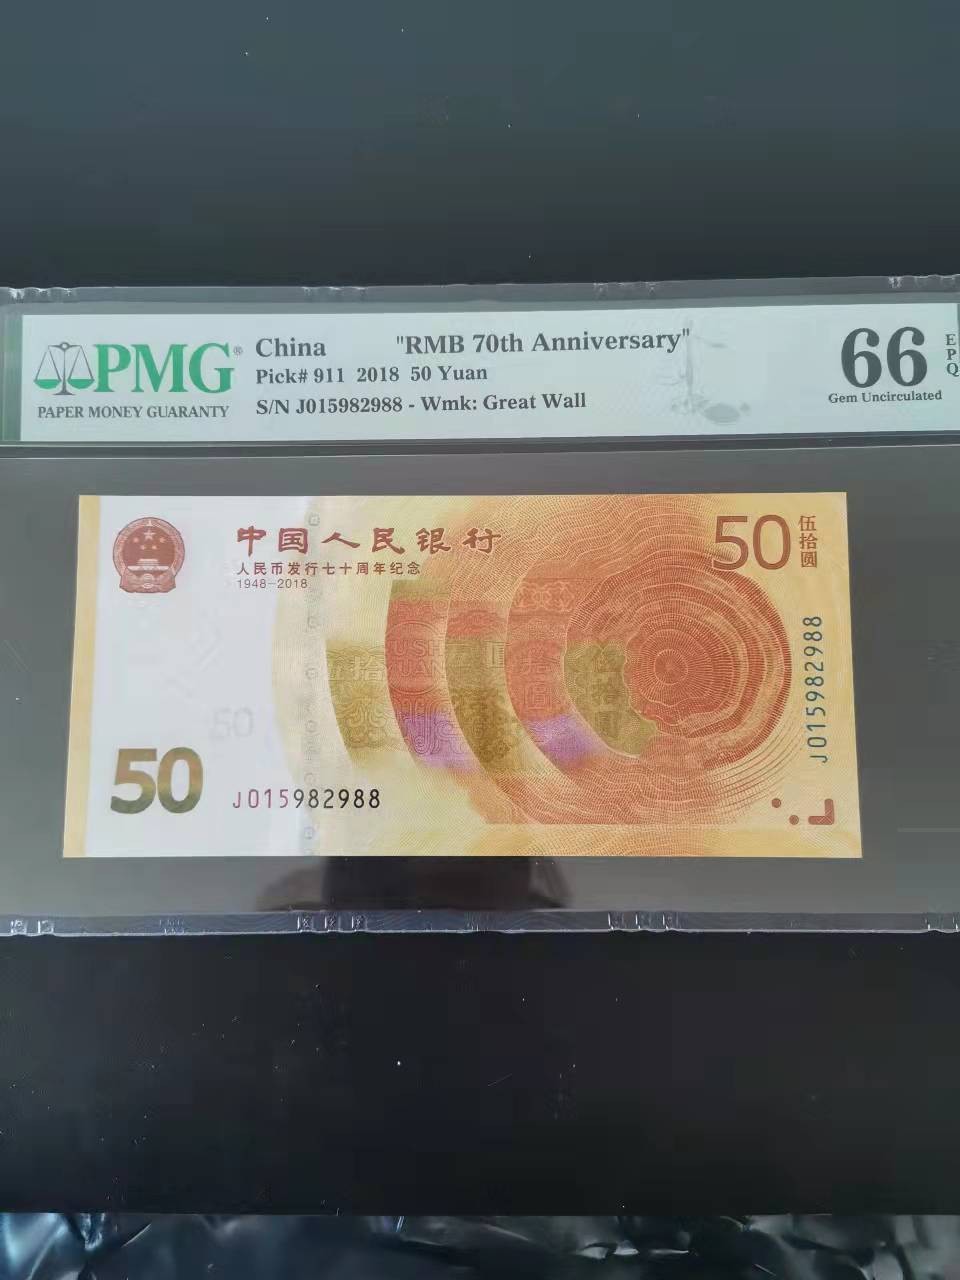 PMG®
PAPER MONEY GUARANTY
China "RMB 70th Anniversary"
Pick# 911 2018 50 Yuan
S/N J015982988 - Wmk: Great Wall
66
EPQ
Gem Uncirculated
中国人民银行
人民币发行七十周年纪念
1948-2018
50
伍拾圆
J015982988
50
50
J015982988